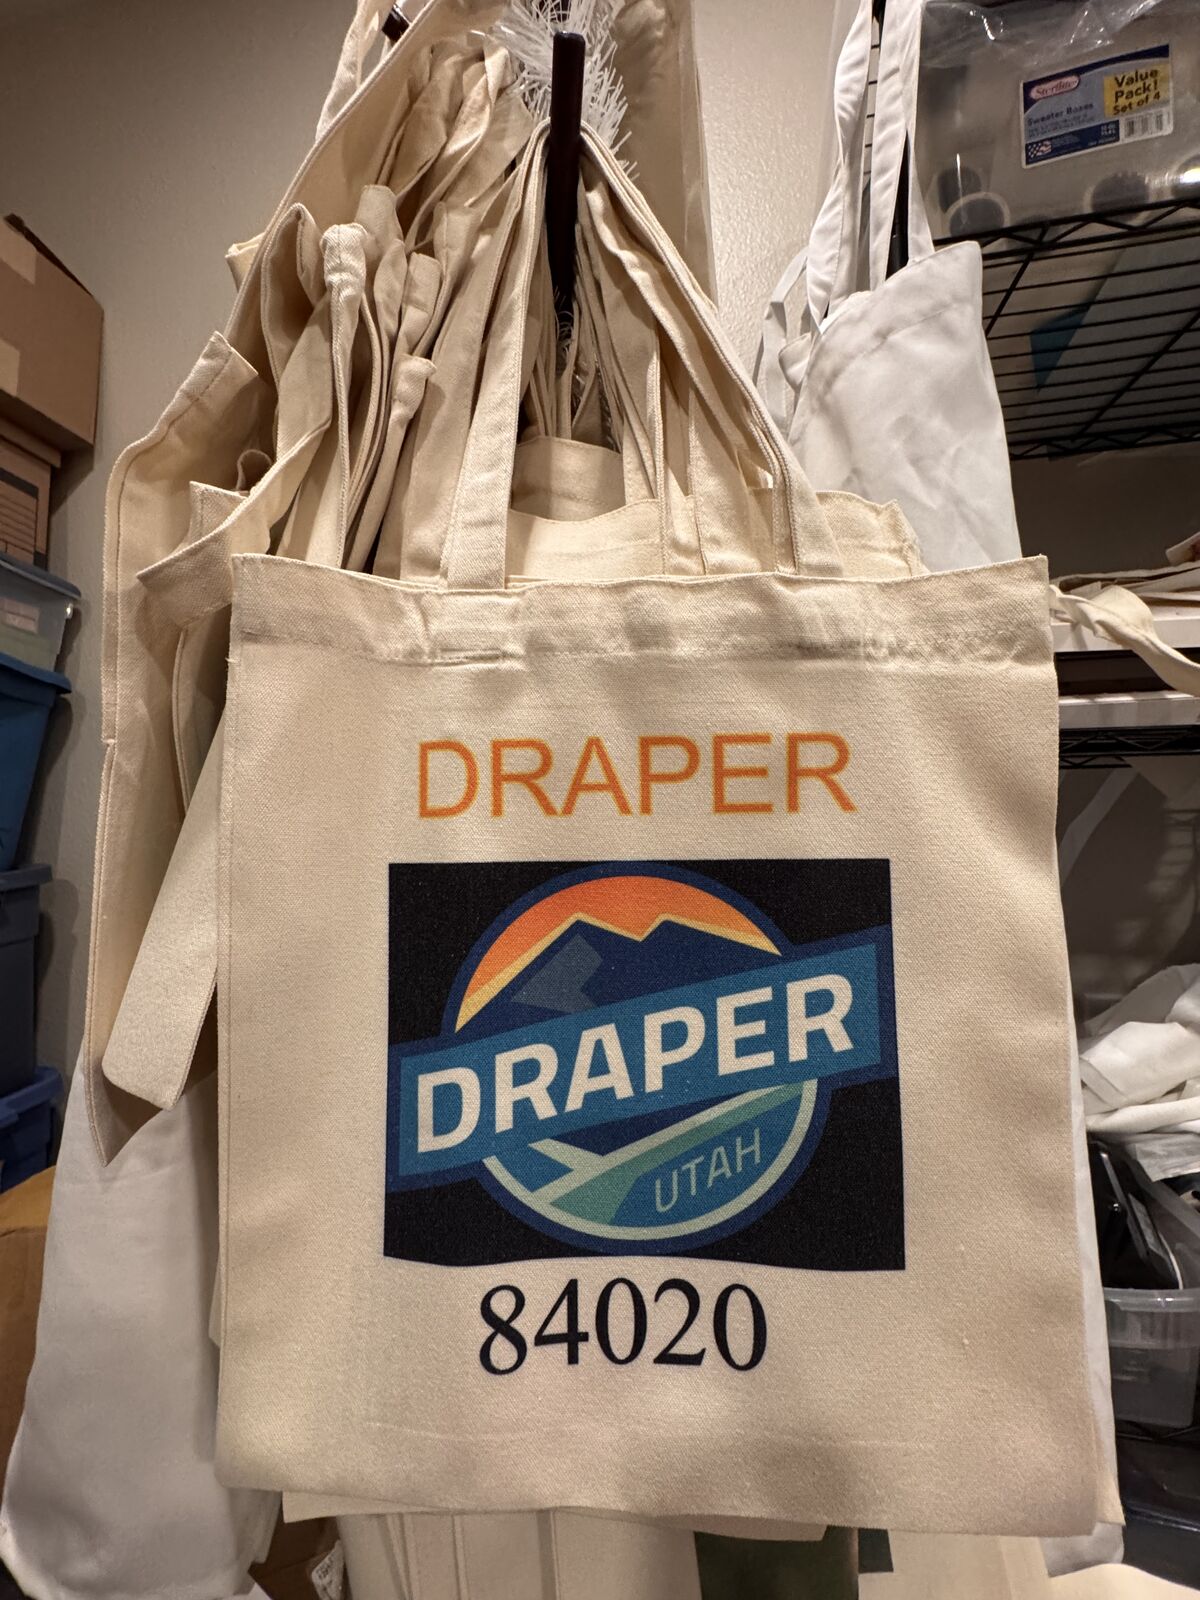 Sterilite
Value
Pack!
Set of 4
Sweater Boxes
DRAPER
DRAPER
UTAH
84020